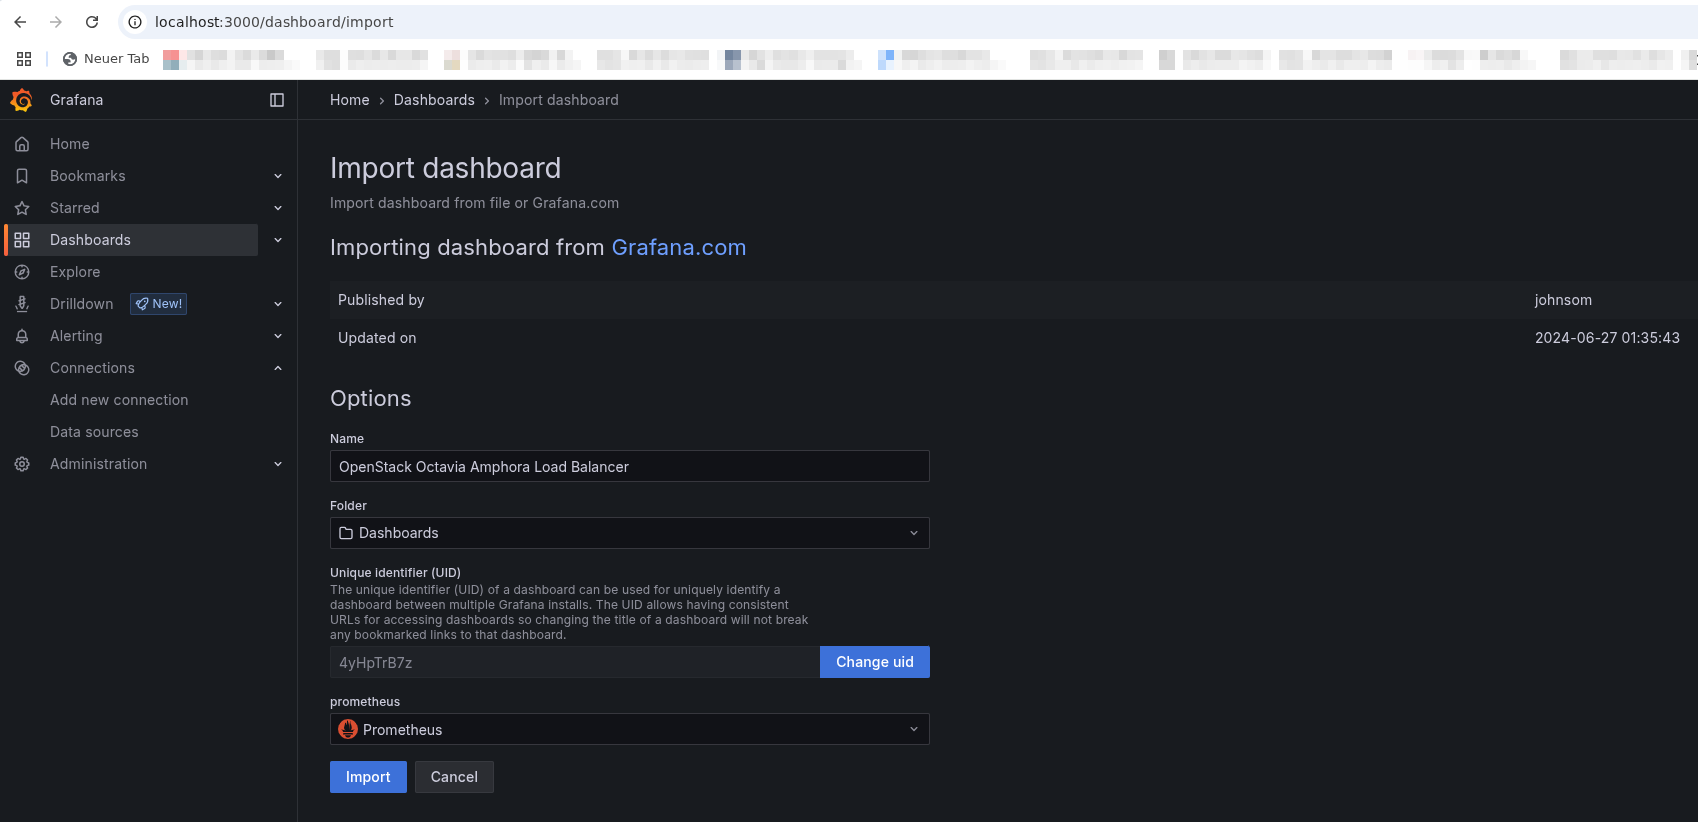 localhost:3000/dashboard/import
Neuer Tab
Grafana
Home › Dashboards › Import dashboard
Home
Bookmarks
Starred
Dashboards
Explore
Drilldown New!
Alerting
Connections
Add new connection
Data sources
Administration
Import dashboard
Import dashboard from file or Grafana.com
Importing dashboard from Grafana.com
Published by johnsom
Updated on 2024-06-27 01:35:43
Options
Name
OpenStack Octavia Amphora Load Balancer
Folder
Dashboards
Unique identifier (UID)
The unique identifier (UID) of a dashboard can be used for uniquely identify a
dashboard between multiple Grafana installs. The UID allows having consistent
URLs for accessing dashboards so changing the title of a dashboard will not break
any bookmarked links to that dashboard.
4yHpTrB7z Change uid
prometheus
Prometheus
Import Cancel